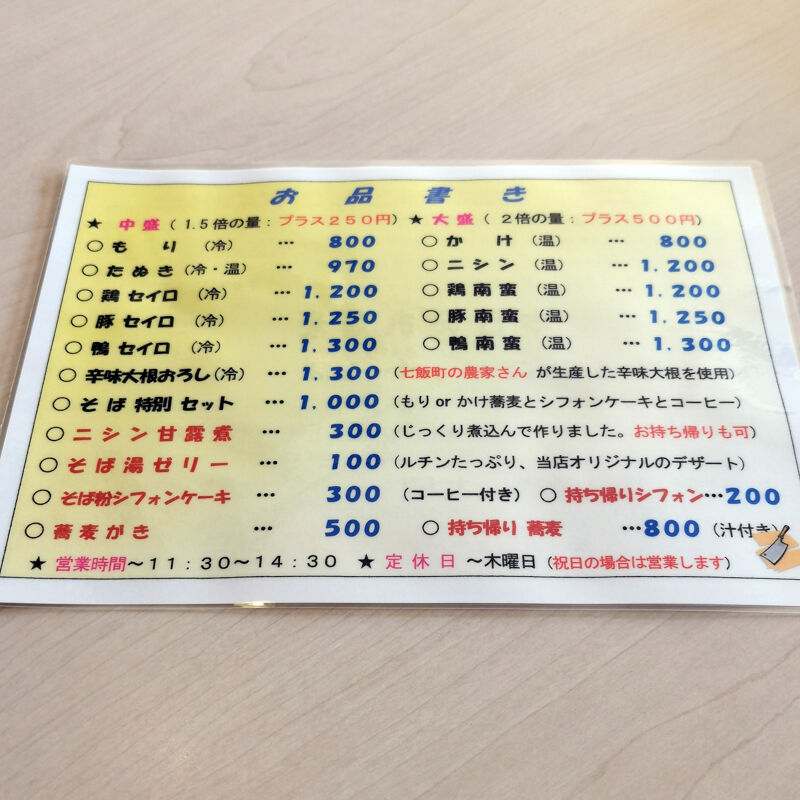 お品書き
★ 中盛 ( 1.5倍の量：プラス250円) ★ 大盛 ( 2倍の量：プラス500円)
○ もり (冷) … 800 ○ かけ (温) … 800
○ たぬき (冷・温) … 970 ○ ニシン (温) … 1.200
○ 鶏セイロ (冷) … 1.200 ○ 鶏南蛮 (温) … 1.200
○ 豚セイロ (冷) … 1.250 ○ 豚南蛮 (温) … 1.250
○ 鴨セイロ (冷) … 1.300 ○ 鴨南蛮 (温) … 1.300
○ 辛味大根おろし(冷) … 1.300 (七飯町の農家さん が生産した辛味大根を使用)
○ そば 特別 セット … 1.000 (もり or かけ蕎麦とシフォンケーキとコーヒー)
○ ニシン甘露煮 … 300 (じっくり煮込んで作りました。お持ち帰りも可)
○ そば湯ゼリー … 100 (ルチンたっぷり、当店オリジナルのデザート)
○ そば粉シフォンケーキ … 300 (コーヒー付き) ○ 持ち帰りシフォン…200
○ 蕎麦がき … 500 ○ 持ち帰り 蕎麦 …800 (汁付き)
★ 営業時間～11：30～14：30 ★ 定休日 ～木曜日 (祝日の場合は営業します)